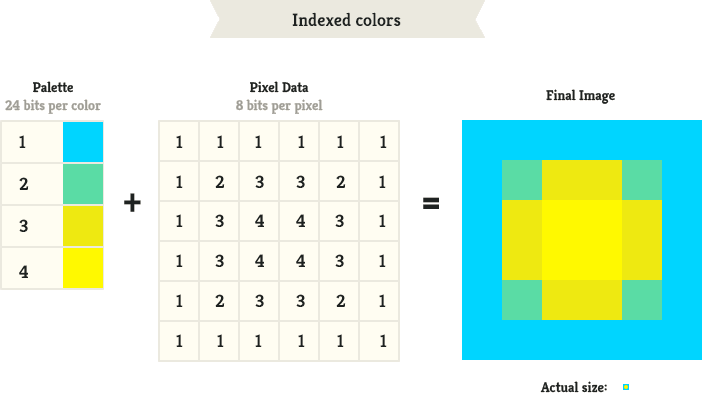 Indexed colors
Palette
24 bits per color
1
2
3
4
+
Pixel Data
8 bits per pixel
1 1 1 1 1 1
1 2 3 3 2 1
1 3 4 4 3 1
1 3 4 4 3 1
1 2 3 3 2 1
1 1 1 1 1 1
=
Final Image
Actual size: